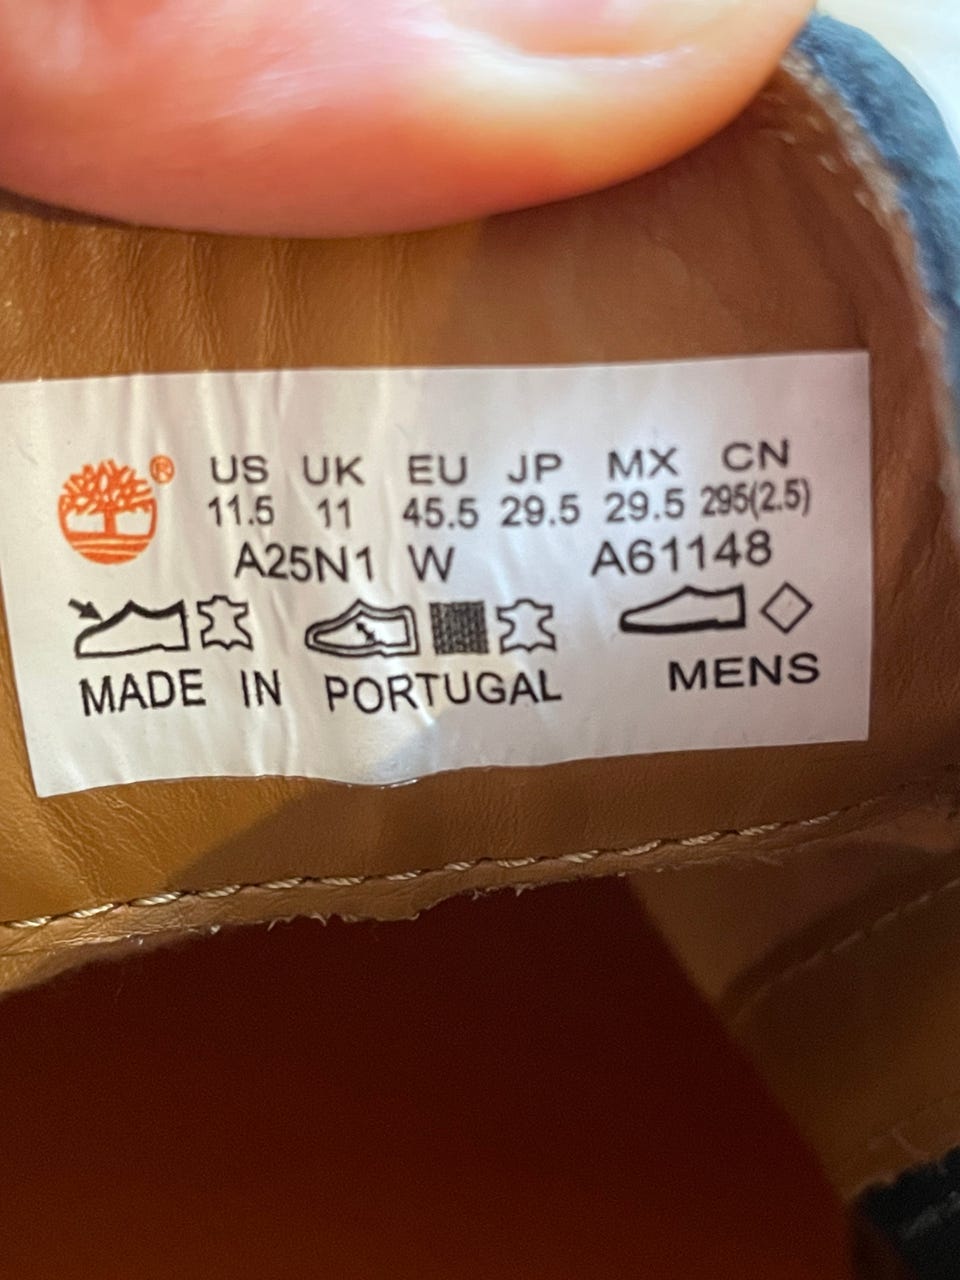 ® US UK EU JP MX CN
11.5 11 45.5 29.5 29.5 295(2.5)
A25N1 W A61148
MADE IN PORTUGAL MENS